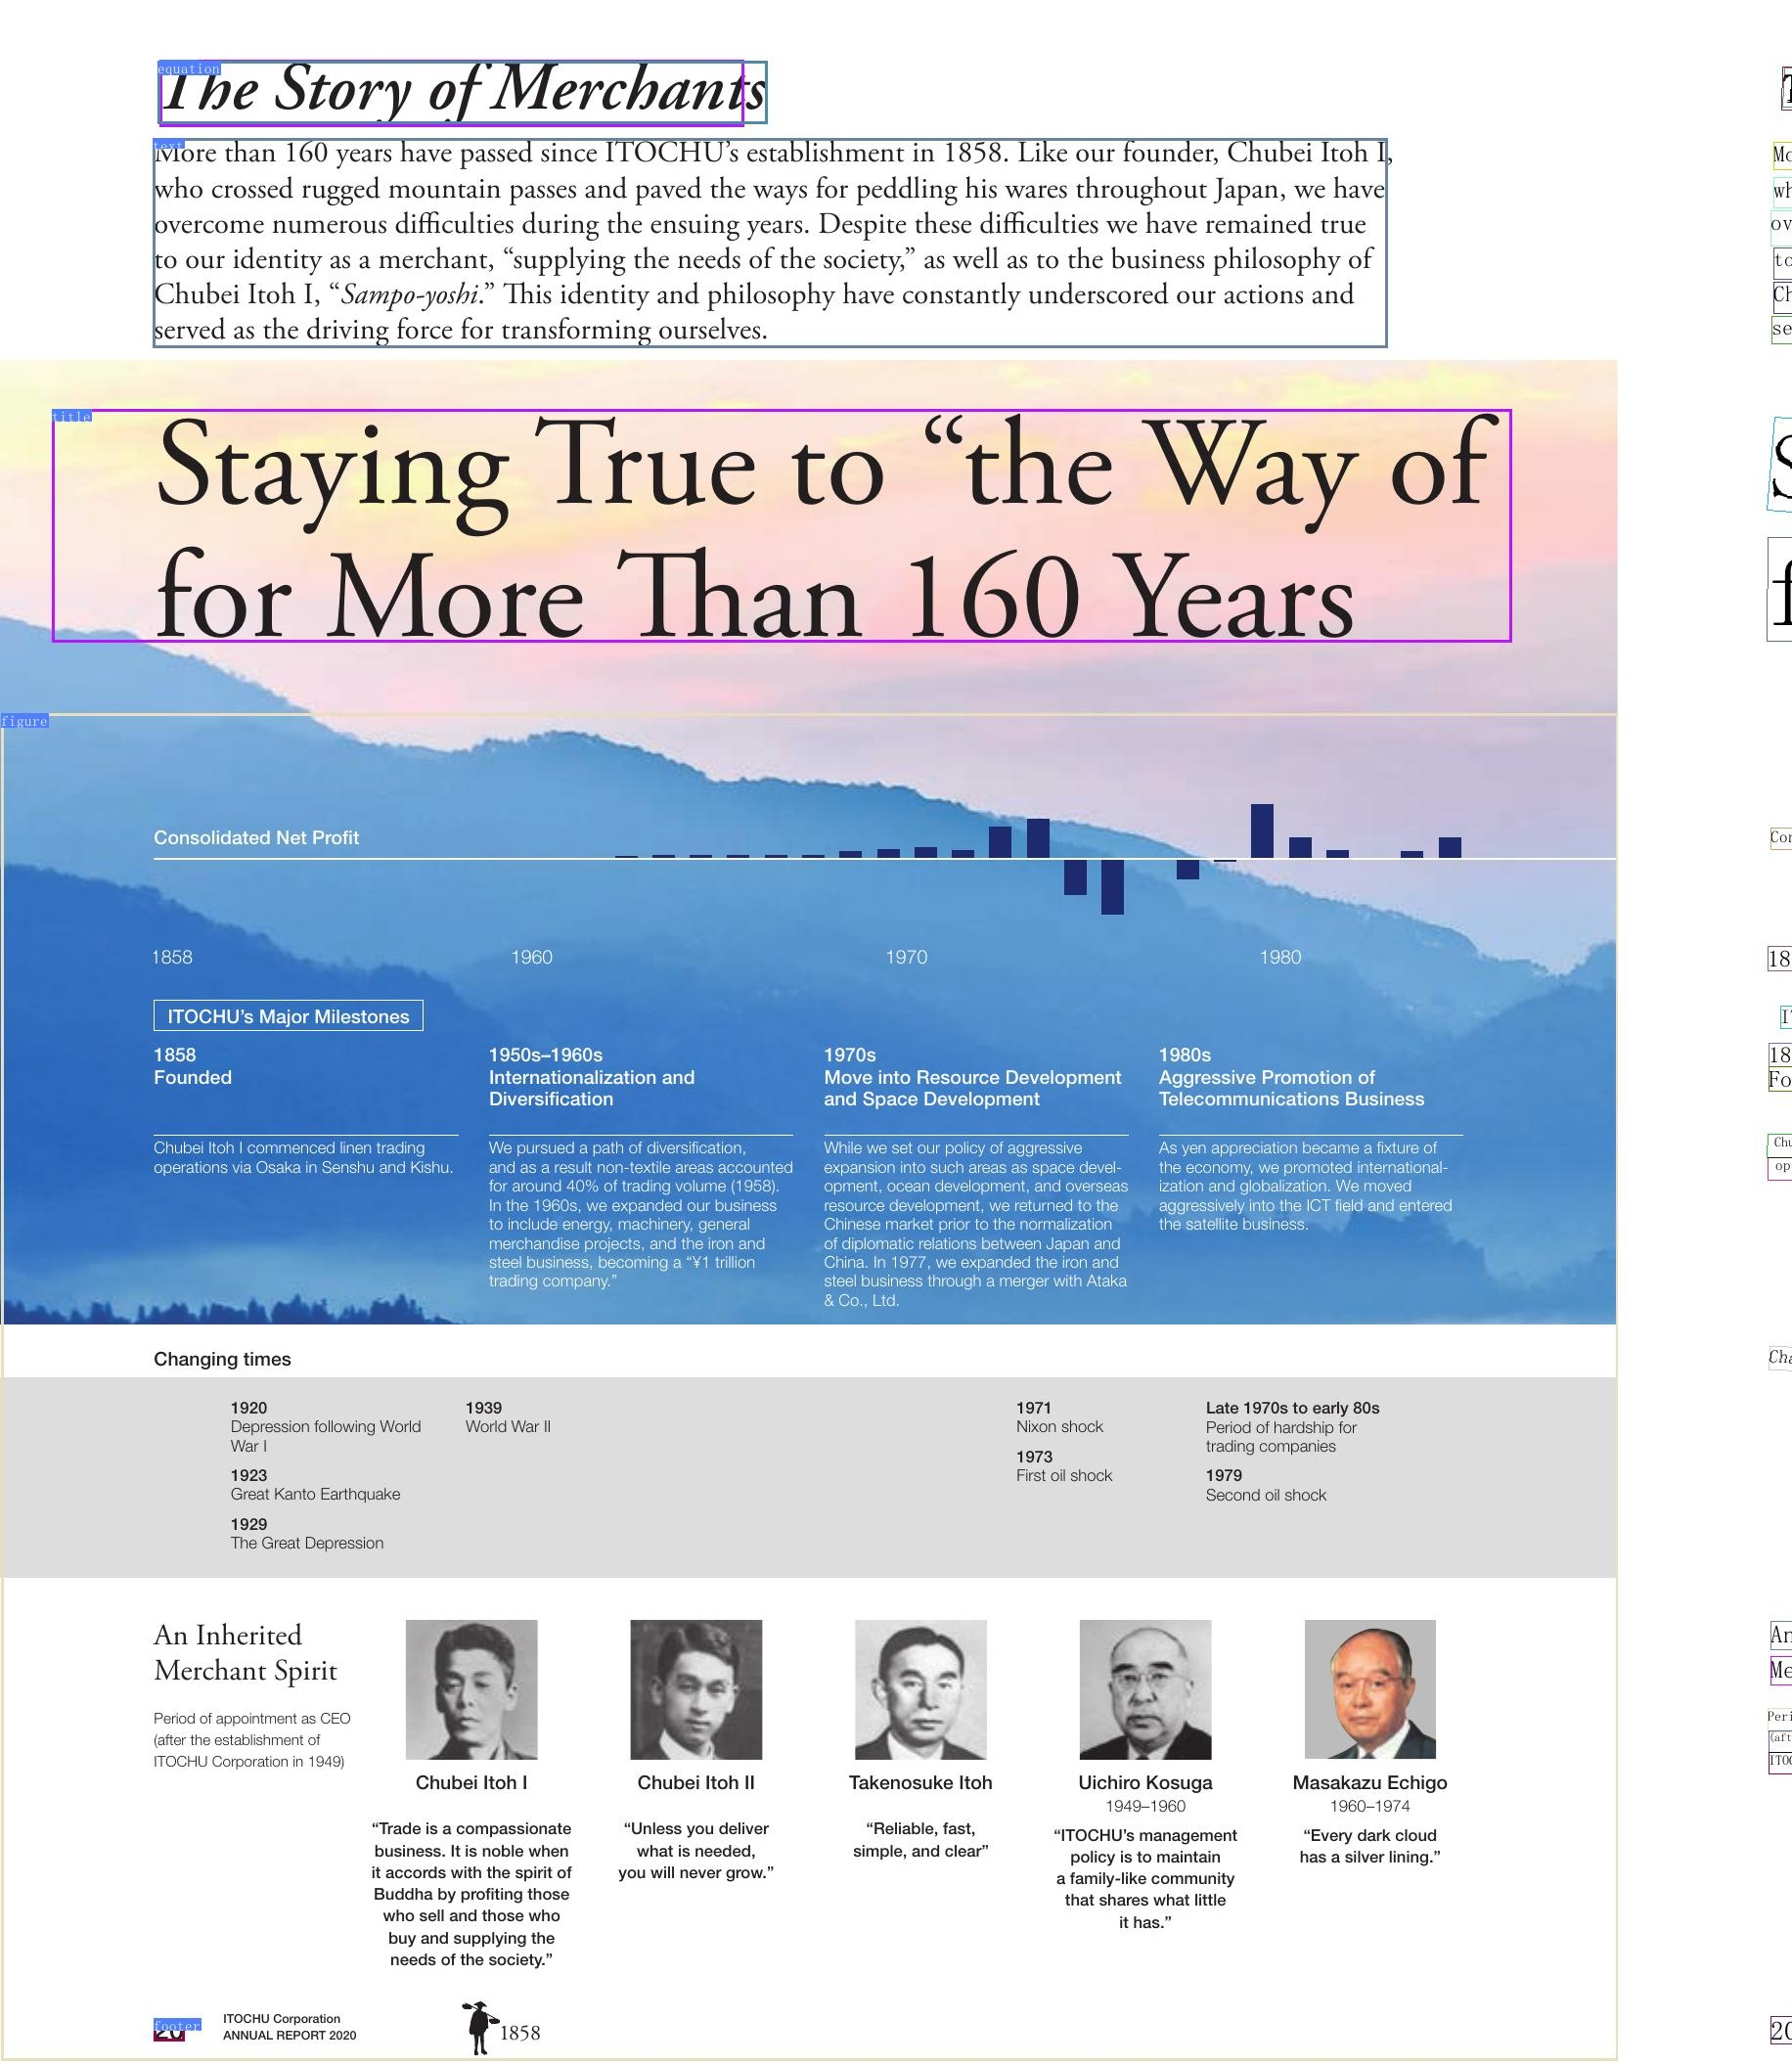 The Story of Merchants
More than 160 years have passed since ITOCHU’s establishment in 1858. Like our founder, Chubei Itoh I,
who crossed rugged mountain passes and paved the ways for peddling his wares throughout Japan, we have
overcome numerous difficulties during the ensuing years. Despite these difficulties we have remained true
to our identity as a merchant, “supplying the needs of the society,” as well as to the business philosophy of
Chubei Itoh I, “Sampo-yoshi.” This identity and philosophy have constantly underscored our actions and
served as the driving force for transforming ourselves.
equation
text
title
Staying True to “the Way of
for More Than 160 Years
figure
Consolidated Net Profit
1858 1960 1970 1980
ITOCHU’s Major Milestones
1858
Founded
Chubei Itoh I commenced linen trading
operations via Osaka in Senshu and Kishu.
1950s–1960s
Internationalization and
Diversification
We pursued a path of diversification,
and as a result non-textile areas accounted
for around 40% of trading volume (1958).
In the 1960s, we expanded our business
to include energy, machinery, general
merchandise projects, and the iron and
steel business, becoming a “¥1 trillion
trading company.”
1970s
Move into Resource Development
and Space Development
While we set our policy of aggressive
expansion into such areas as space devel-
opment, ocean development, and overseas
resource development, we returned to the
Chinese market prior to the normalization
of diplomatic relations between Japan and
China. In 1977, we expanded the iron and
steel business through a merger with Ataka
& Co., Ltd.
1980s
Aggressive Promotion of
Telecommunications Business
As yen appreciation became a fixture of
the economy, we promoted international-
ization and globalization. We moved
aggressively into the ICT field and entered
the satellite business.
Changing times
1920
Depression following World
War I
1923
Great Kanto Earthquake
1929
The Great Depression
1939
World War II
1971
Nixon shock
1973
First oil shock
Late 1970s to early 80s
Period of hardship for
trading companies
1979
Second oil shock
An Inherited
Merchant Spirit
Period of appointment as CEO
(after the establishment of
ITOCHU Corporation in 1949)
Chubei Itoh I
“Trade is a compassionate
business. It is noble when
it accords with the spirit of
Buddha by profiting those
who sell and those who
buy and supplying the
needs of the society.”
Chubei Itoh II
“Unless you deliver
what is needed,
you will never grow.”
Takenosuke Itoh
“Reliable, fast,
simple, and clear”
Uichiro Kosuga
1949–1960
“ITOCHU’s management
policy is to maintain
a family-like community
that shares what little
it has.”
Masakazu Echigo
1960–1974
“Every dark cloud
has a silver lining.”
footer
20
ITOCHU Corporation
ANNUAL REPORT 2020
1858